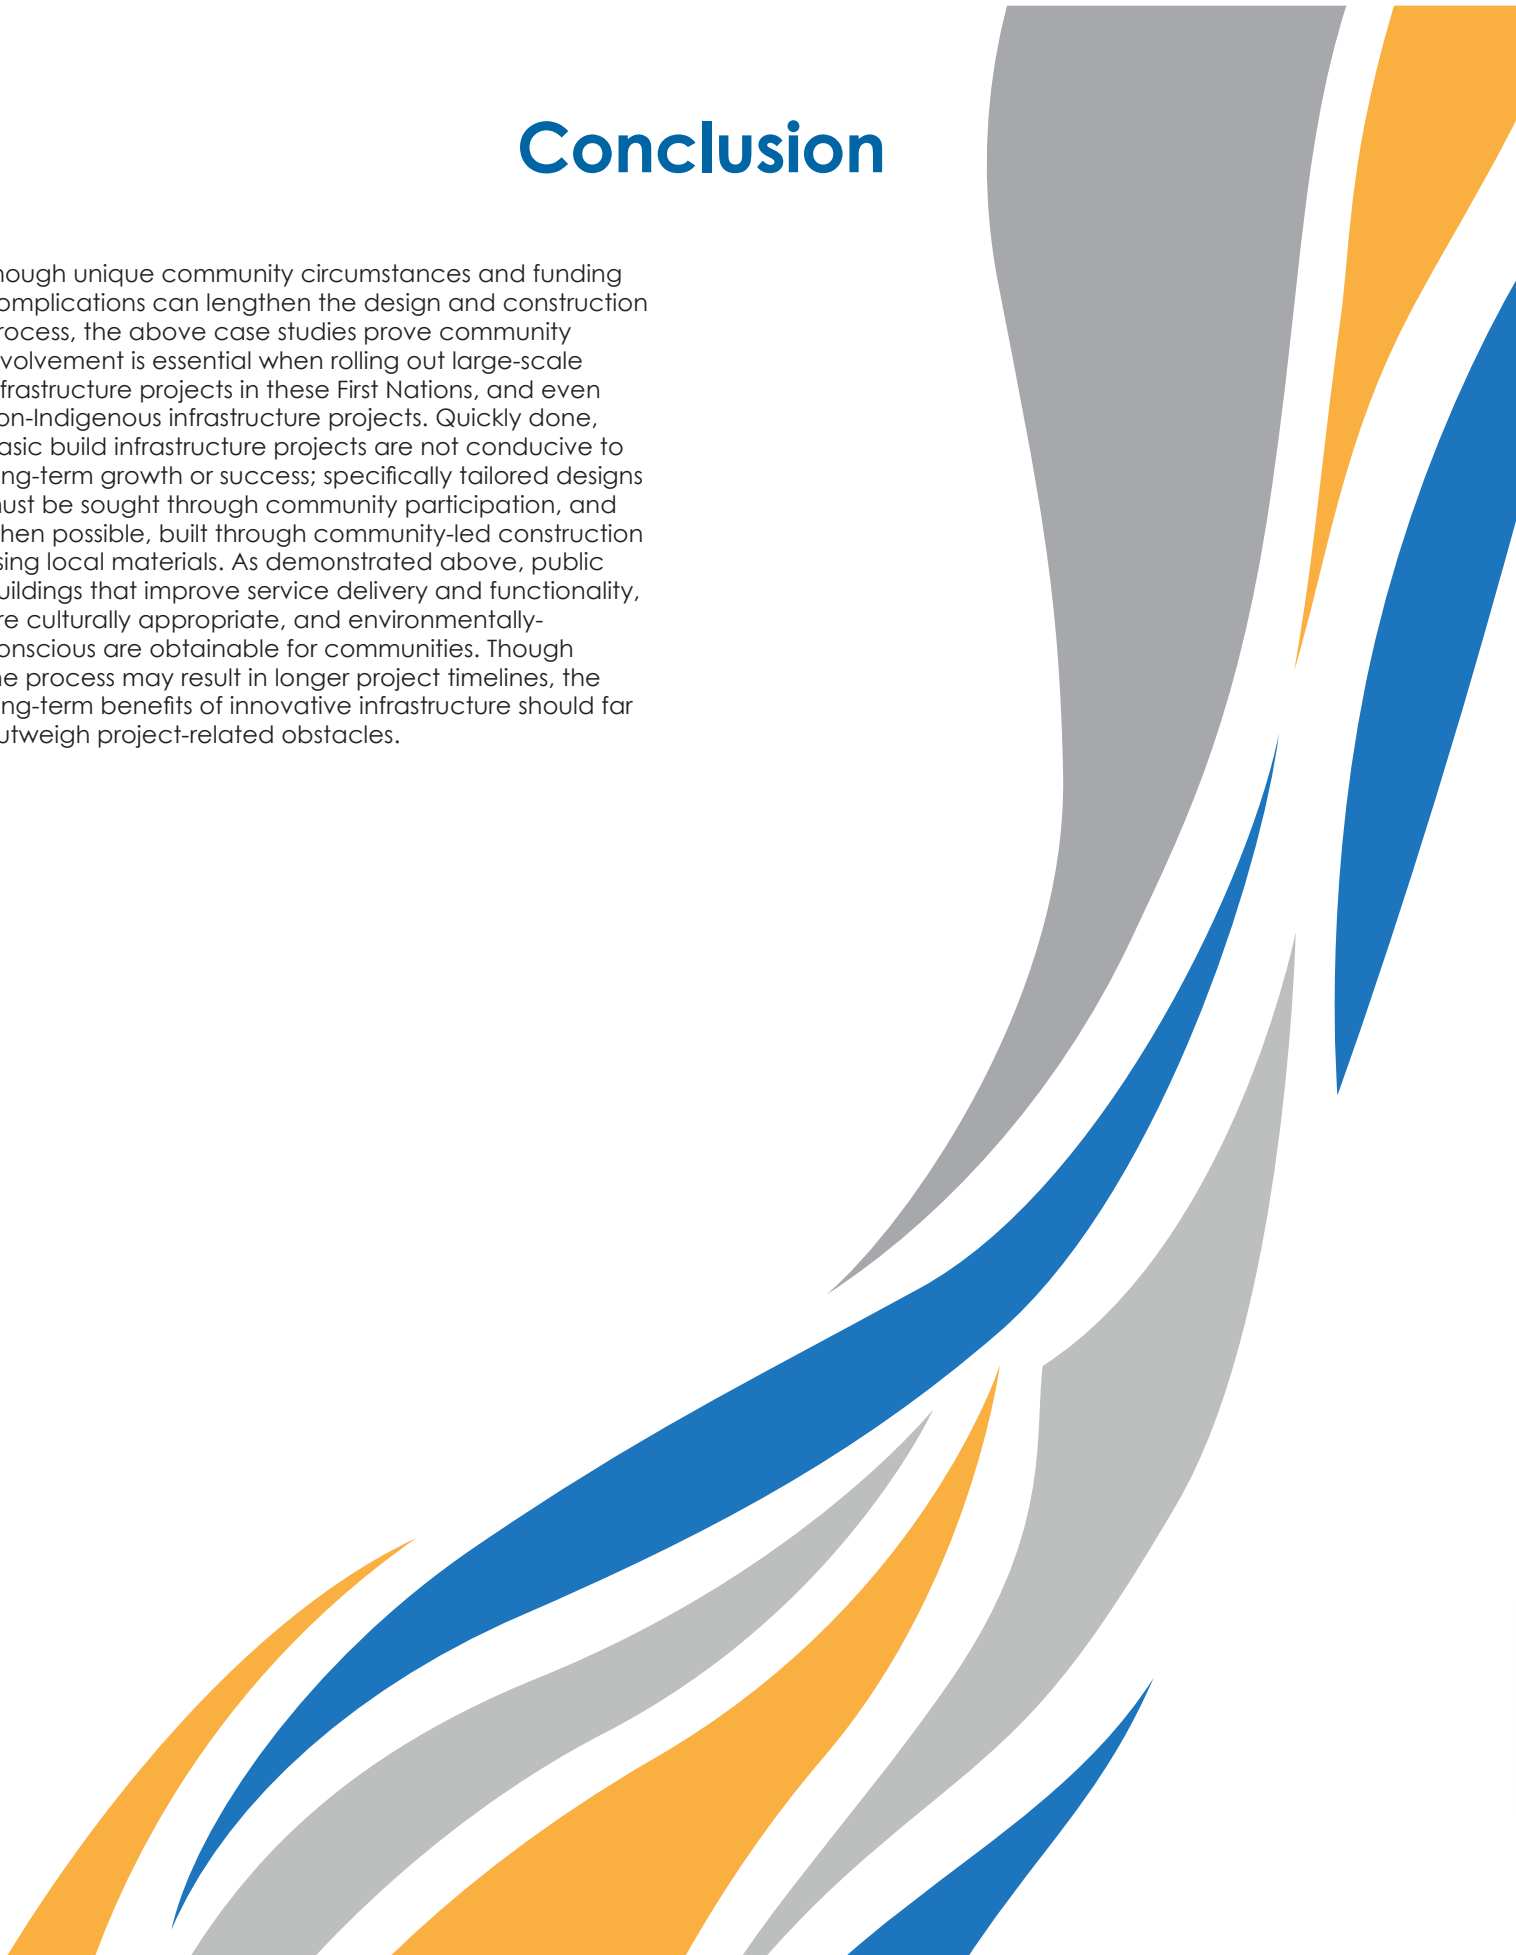 Conclusion
hough unique community circumstances and funding
omplications can lengthen the design and construction
rocess, the above case studies prove community
volvement is essential when rolling out large-scale
frastructure projects in these First Nations, and even
on-Indigenous infrastructure projects. Quickly done,
asic build infrastructure projects are not conducive to
ng-term growth or success; specifically tailored designs
ust be sought through community participation, and
hen possible, built through community-led construction
sing local materials. As demonstrated above, public
uildings that improve service delivery and functionality,
re culturally appropriate, and environmentally-
onscious are obtainable for communities. Though
he process may result in longer project timelines, the
ng-term benefits of innovative infrastructure should far
utweigh project-related obstacles.